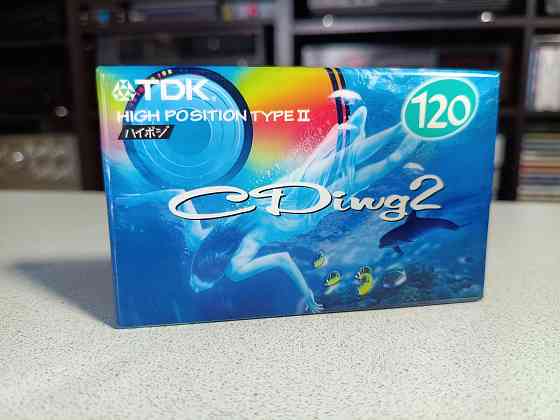 TDK
HIGH POSITION TYPE II
ハイポジ
120
CDing2